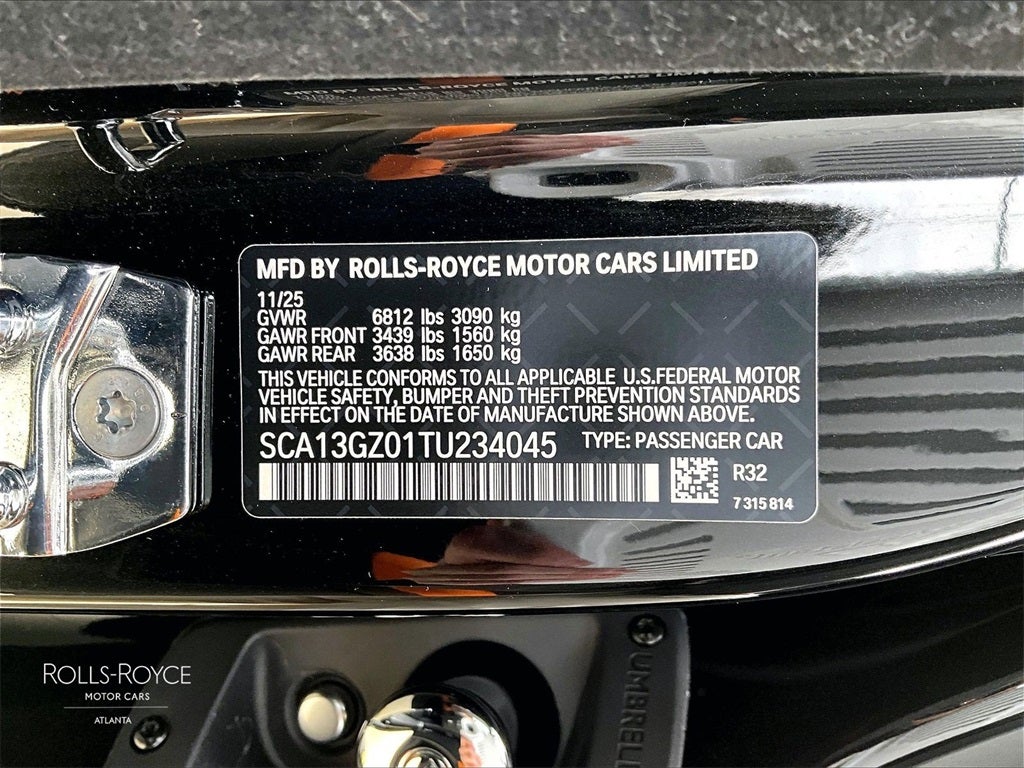 MFD BY ROLLS-ROYCE MOTOR CARS LIMITED
11/25
GVWR 6812 lbs 3090 kg
GAWR FRONT 3439 lbs 1560 kg
GAWR REAR 3638 lbs 1650 kg
THIS VEHICLE CONFORMS TO ALL APPLICABLE U.S.FEDERAL MOTOR
VEHICLE SAFETY, BUMPER AND THEFT PREVENTION STANDARDS
IN EFFECT ON THE DATE OF MANUFACTURE SHOWN ABOVE.
SCA13GZ01TU234045 TYPE: PASSENGER CAR
R32
7 315 814
UMBRELL
ROLLS-ROYCE
MOTOR CARS
ATLANTA